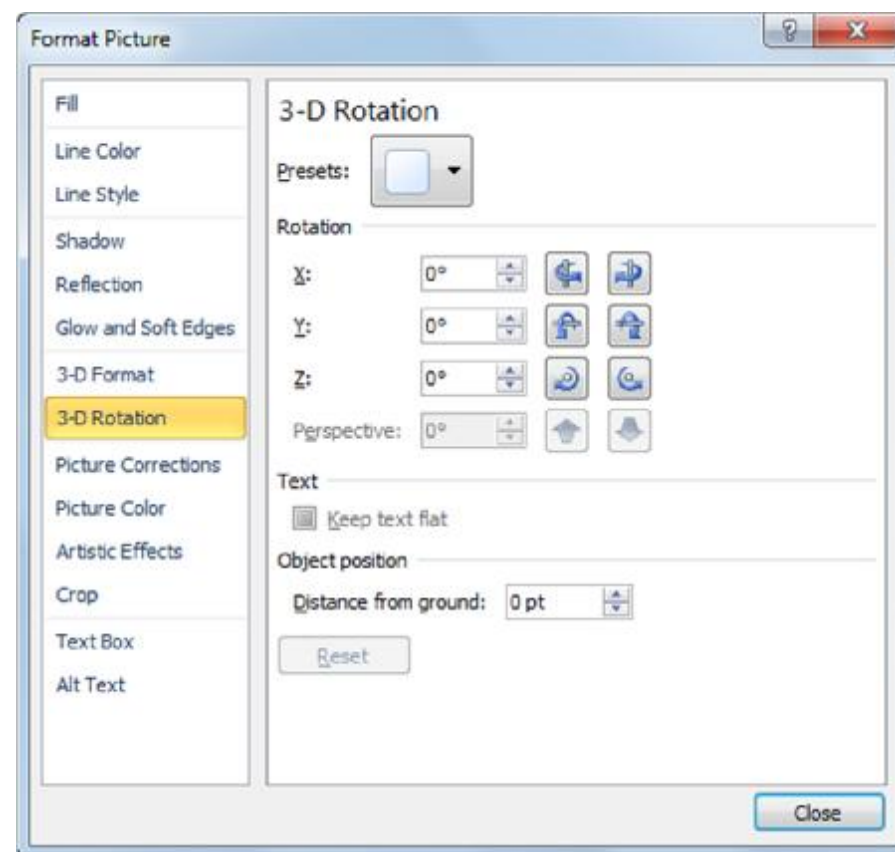 Format Picture
?
Fill
Line Color
Line Style
Shadow
Reflection
Glow and Soft Edges
3-D Format
3-D Rotation
Picture Corrections
Picture Color
Artistic Effects
Crop
Text Box
Alt Text
3-D Rotation
Presets:
Rotation
X: 0°
Y: 0°
Z: 0°
Perspective: 0°
Text
Keep text flat
Object position
Distance from ground: 0 pt
Reset
Close